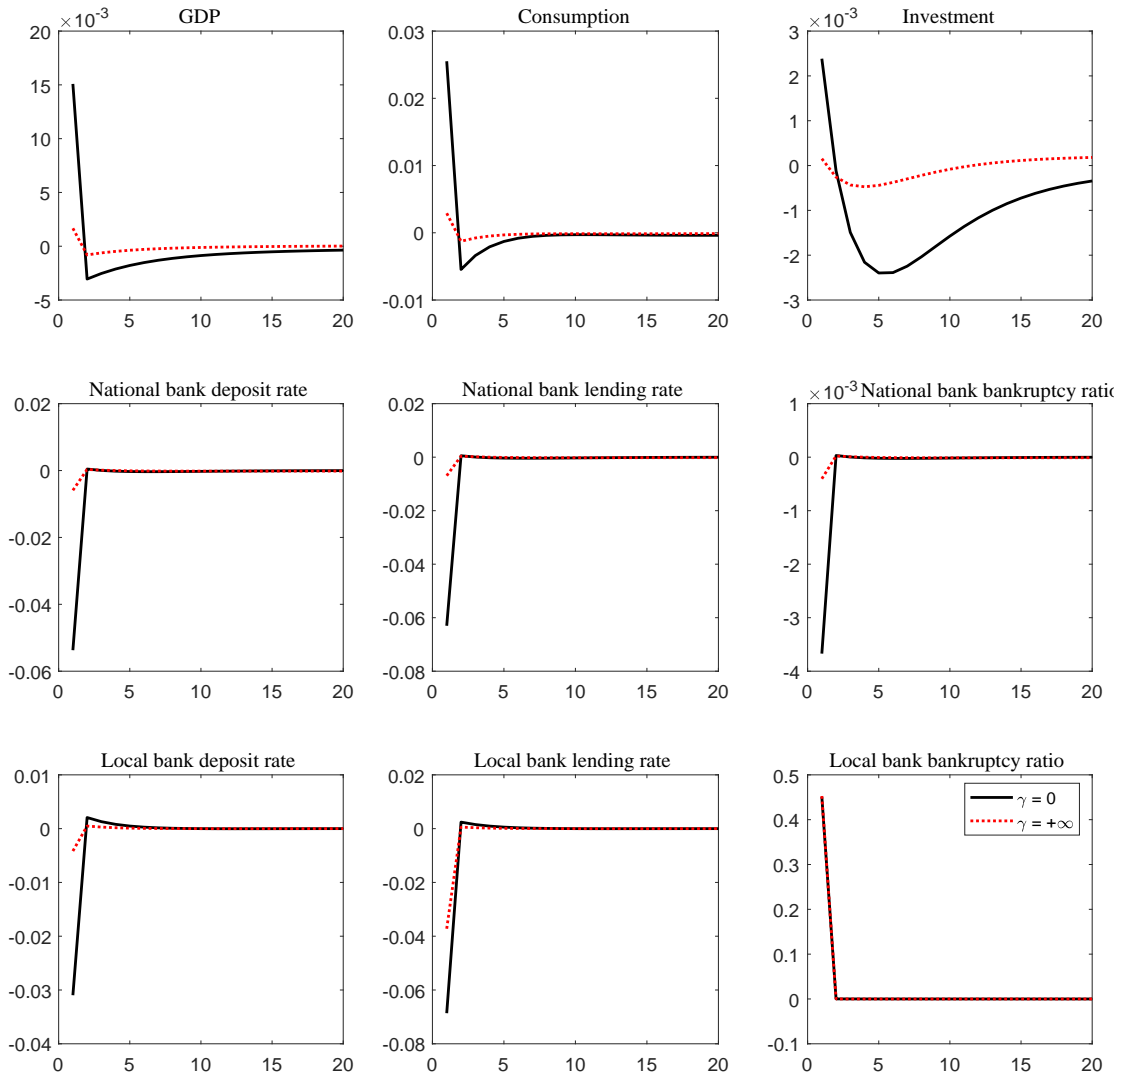 GDP
×10-3
20
15
10
5
0
-5
0 5 10 15 20
Consumption
0.03
0.02
0.01
0
-0.01
0 5 10 15 20
Investment
×10-3
3
2
1
0
-1
-2
-3
0 5 10 15 20
National bank deposit rate
0.02
0
-0.02
-0.04
-0.06
0 5 10 15 20
National bank lending rate
0.02
0
-0.02
-0.04
-0.06
-0.08
0 5 10 15 20
×10-3 National bank bankruptcy ratio
1
0
-1
-2
-3
-4
0 5 10 15 20
Local bank deposit rate
0.01
0
-0.01
-0.02
-0.03
-0.04
0 5 10 15 20
Local bank lending rate
0.02
0
-0.02
-0.04
-0.06
-0.08
0 5 10 15 20
Local bank bankruptcy ratio
γ = 0
γ = +∞
0.5
0.4
0.3
0.2
0.1
0
-0.1
0 5 10 15 20